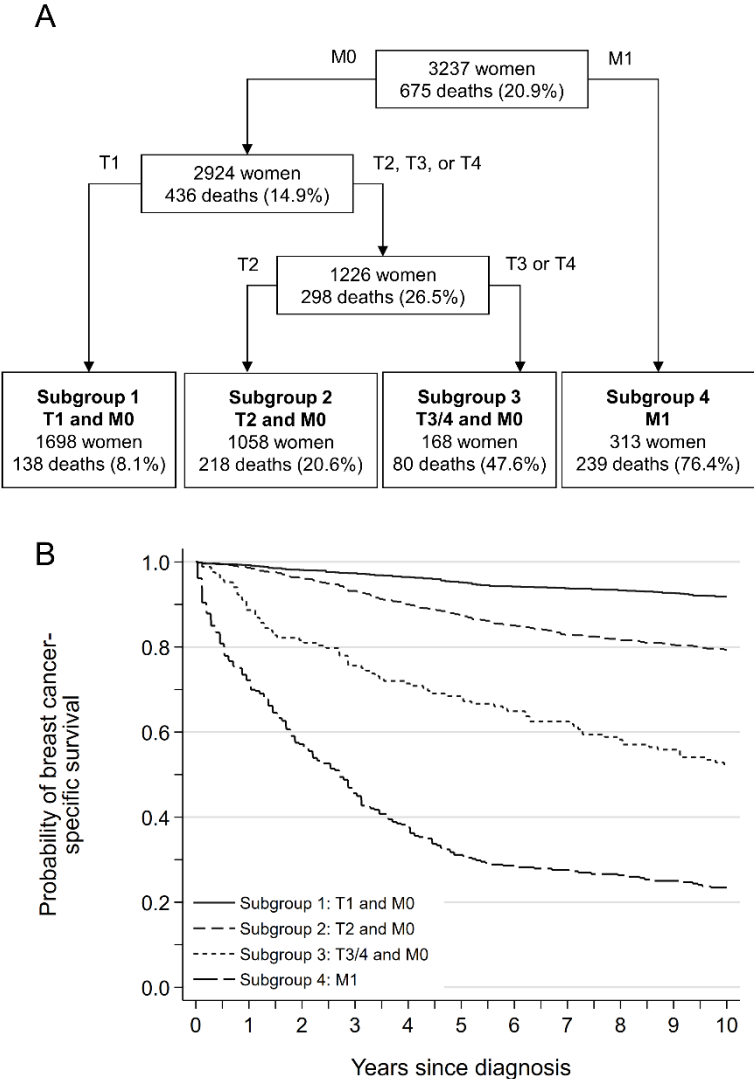 A
M0
3237 women
675 deaths (20.9%)
M1
T1
2924 women
436 deaths (14.9%)
T2, T3, or T4
T2
1226 women
298 deaths (26.5%)
T3 or T4
Subgroup 1
T1 and M0
1698 women
138 deaths (8.1%)
Subgroup 2
T2 and M0
1058 women
218 deaths (20.6%)
Subgroup 3
T3/4 and M0
168 women
80 deaths (47.6%)
Subgroup 4
M1
313 women
239 deaths (76.4%)
B
Probability of breast cancer-
specific survival
1.0
0.8
0.6
0.4
0.2
0.0
Subgroup 1: T1 and M0
Subgroup 2: T2 and M0
Subgroup 3: T3/4 and M0
Subgroup 4: M1
0 1 2 3 4 5 6 7 8 9 10
Years since diagnosis